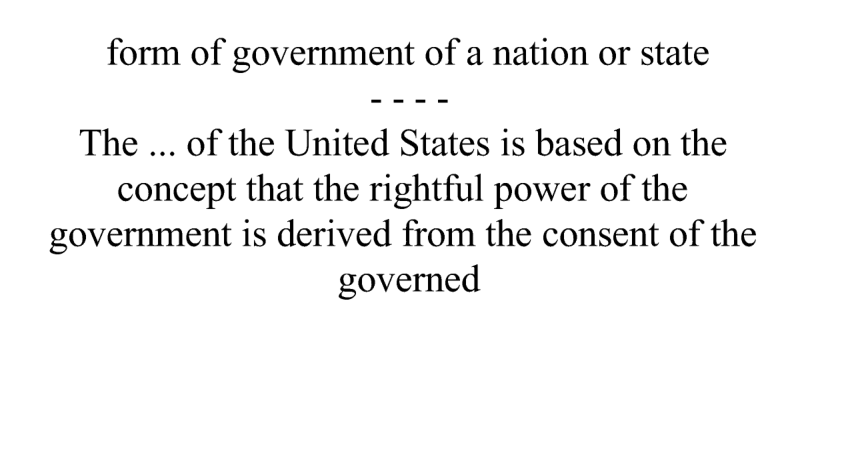 form of government of a nation or state
- - - -
The ... of the United States is based on the
concept that the rightful power of the
government is derived from the consent of the
governed